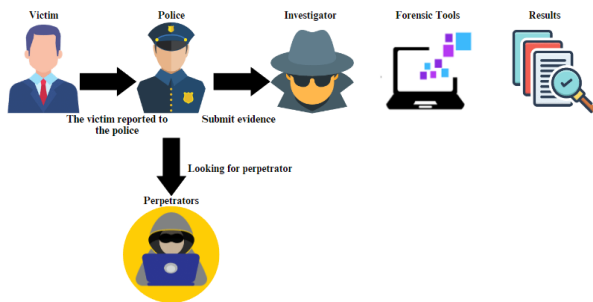 Victim
Police
Investigator
Forensic Tools
Results
The victim reported to
the police
Submit evidence
Looking for perpetrator
Perpetrators